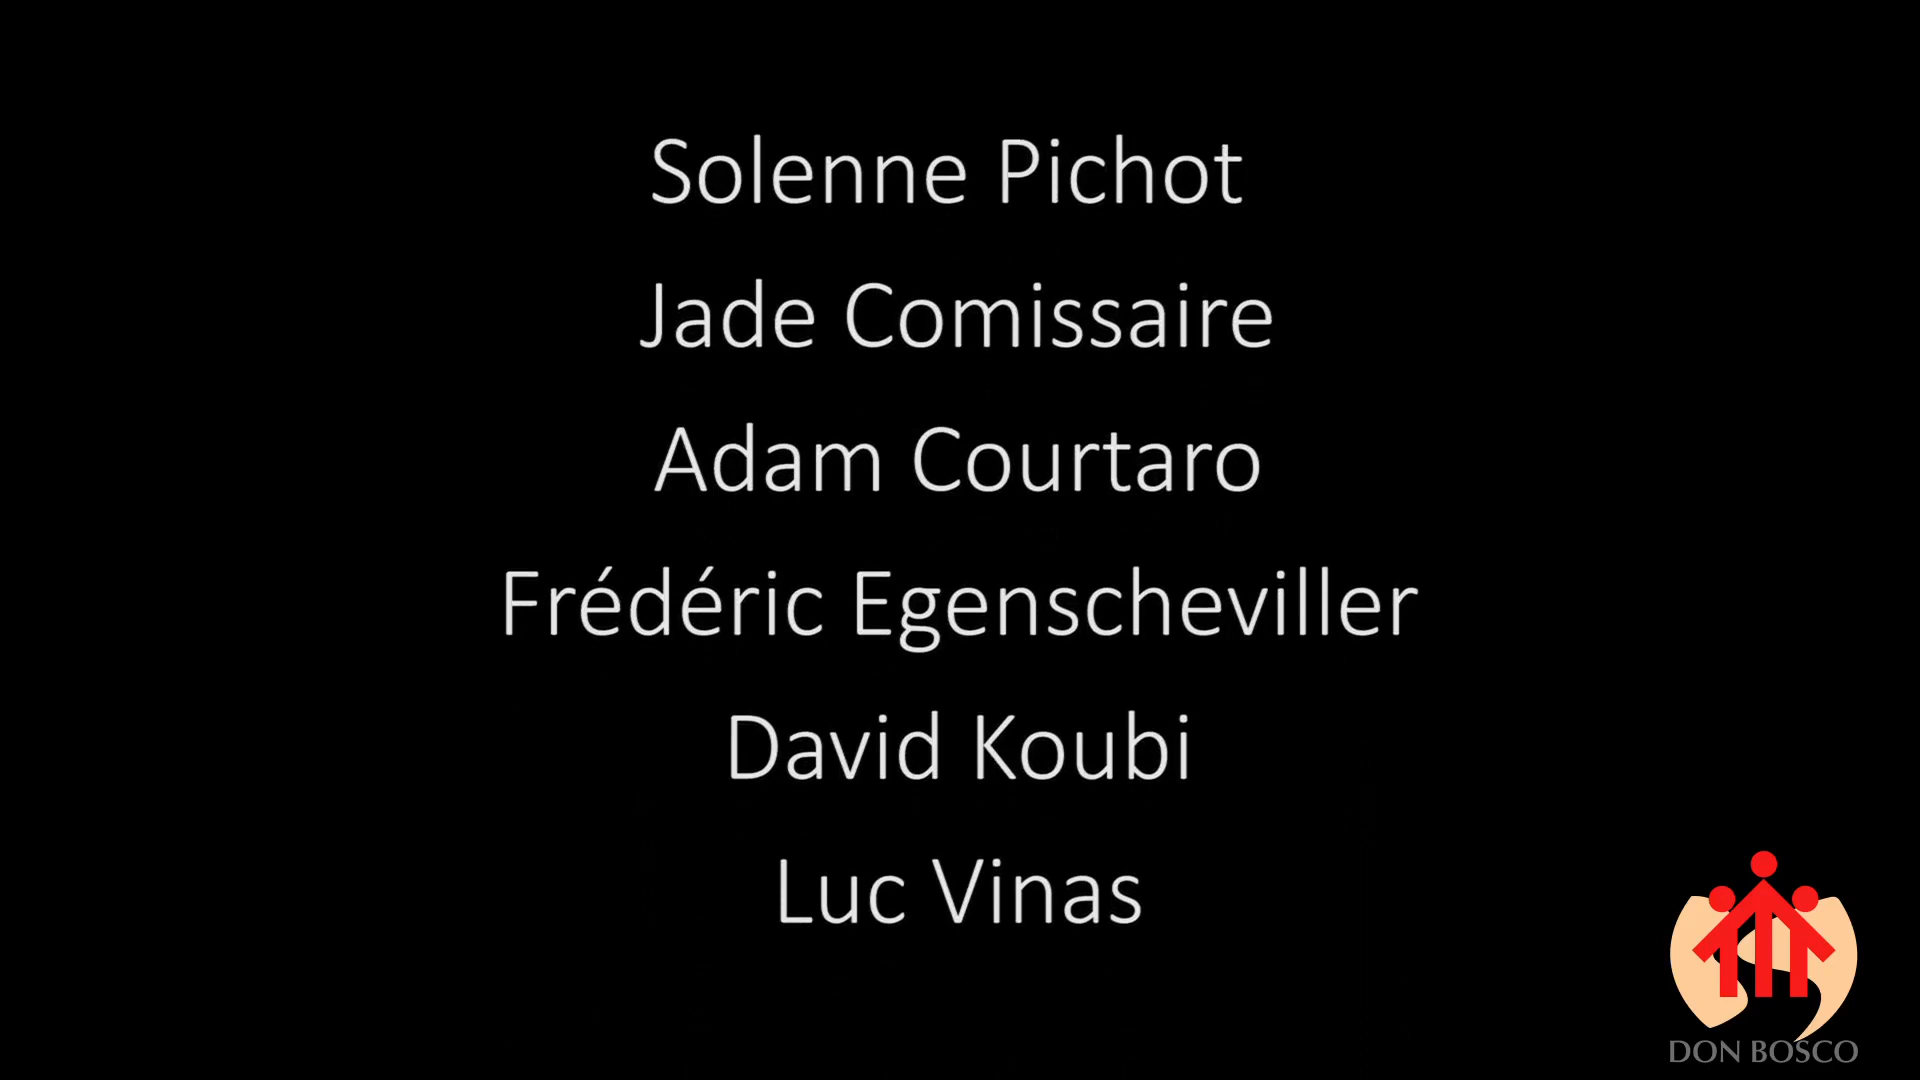 Solenne Pichot
Jade Comissaire
Adam Courtaro
Frédéric Egenscheviller
David Koubi
Luc Vinas
DON BOSCO